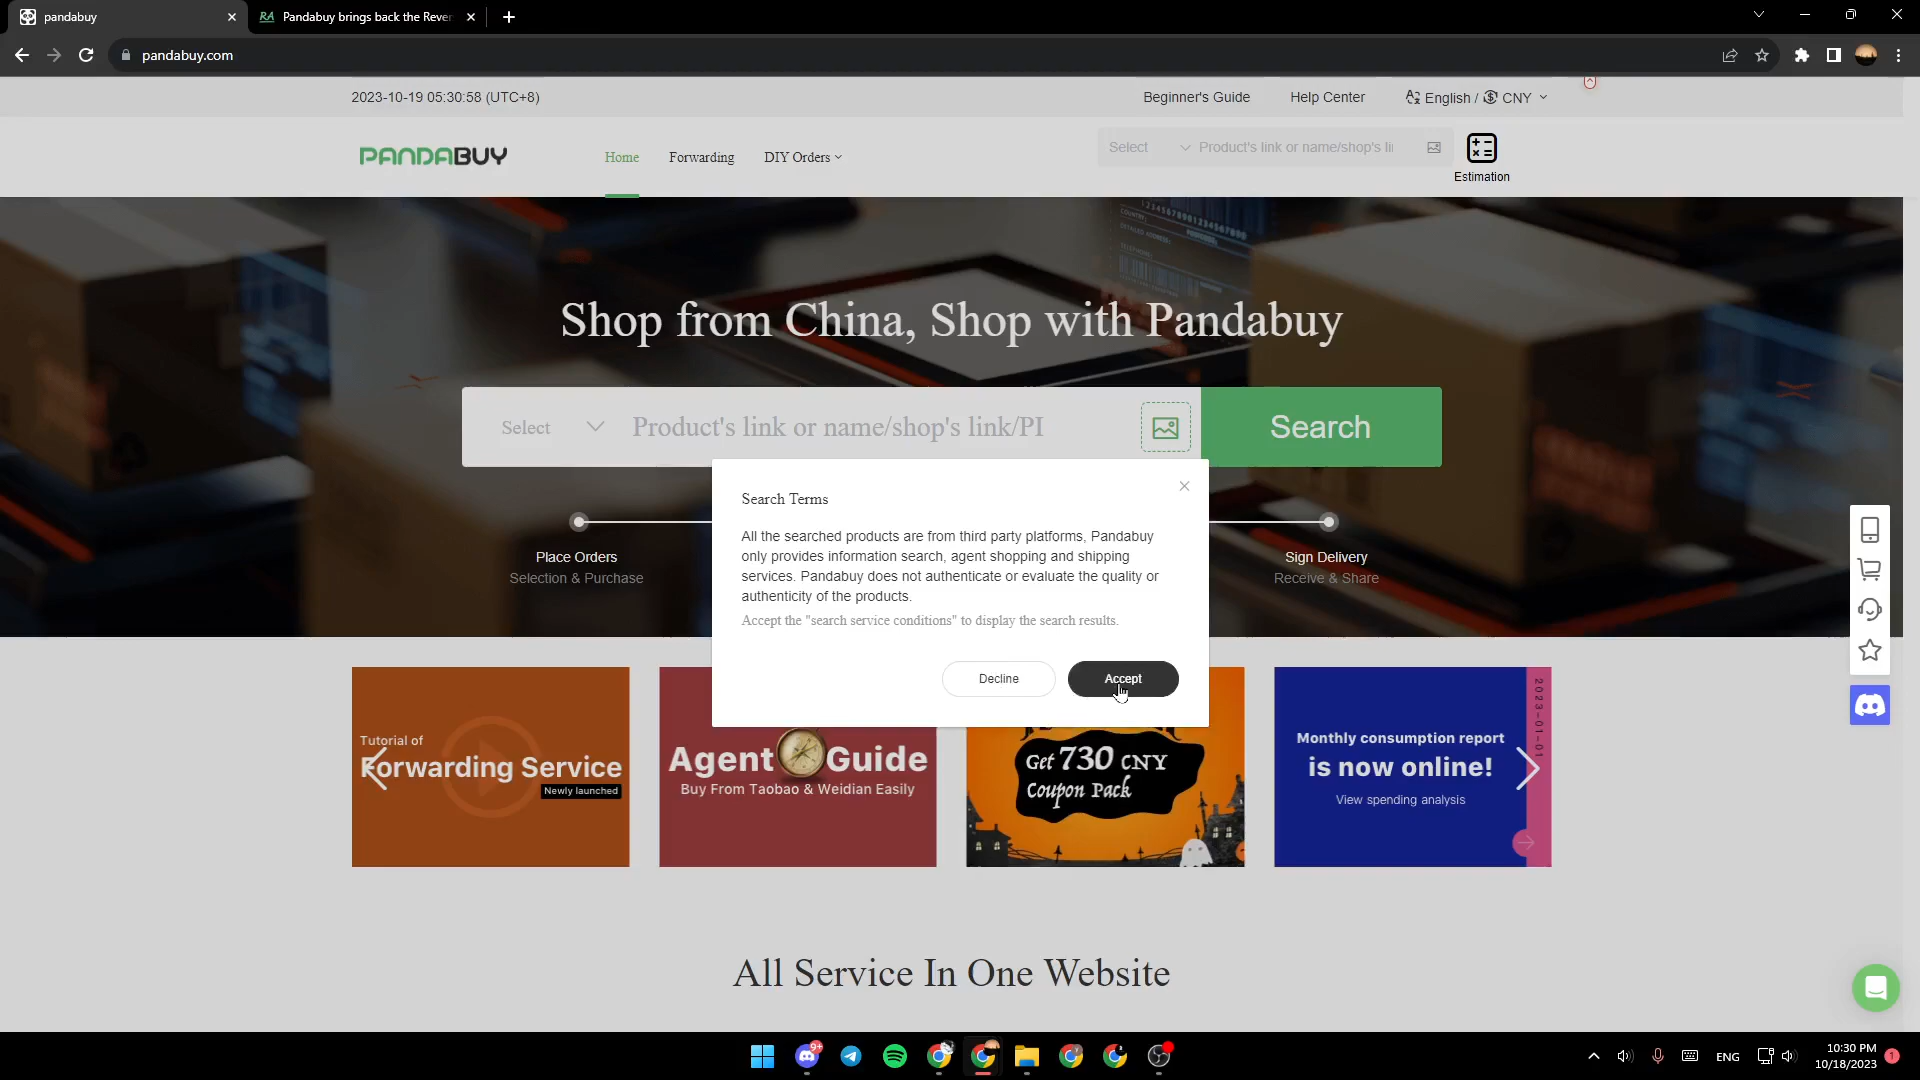 pandabuy
RA Pandabuy brings back the Rever
pandabuy.com
2023-10-19 05:30:58 (UTC+8)
Beginner's Guide
Help Center
English / CNY
PANDABUY
Home
Forwarding
DIY Orders
Select
Product's link or name/shop's li
Estimation
Shop from China, Shop with Pandabuy
Select
Product's link or name/shop's link/PI
Search
Search Terms
All the searched products are from third party platforms, Pandabuy
only provides information search, agent shopping and shipping
services. Pandabuy does not authenticate or evaluate the quality or
authenticity of the products.
Accept the "search service conditions" to display the search results.
Decline
Accept
Place Orders
Selection & Purchase
Sign Delivery
Receive & Share
Tutorial of
Forwarding Service
Newly launched
Agent Guide
Buy From Taobao & Weidian Easily
Get 730 CNY
Coupon Pack
Monthly consumption report
is now online!
View spending analysis
2023-01-01
All Service In One Website
9+
ENG
10:30 PM
10/18/2023
1